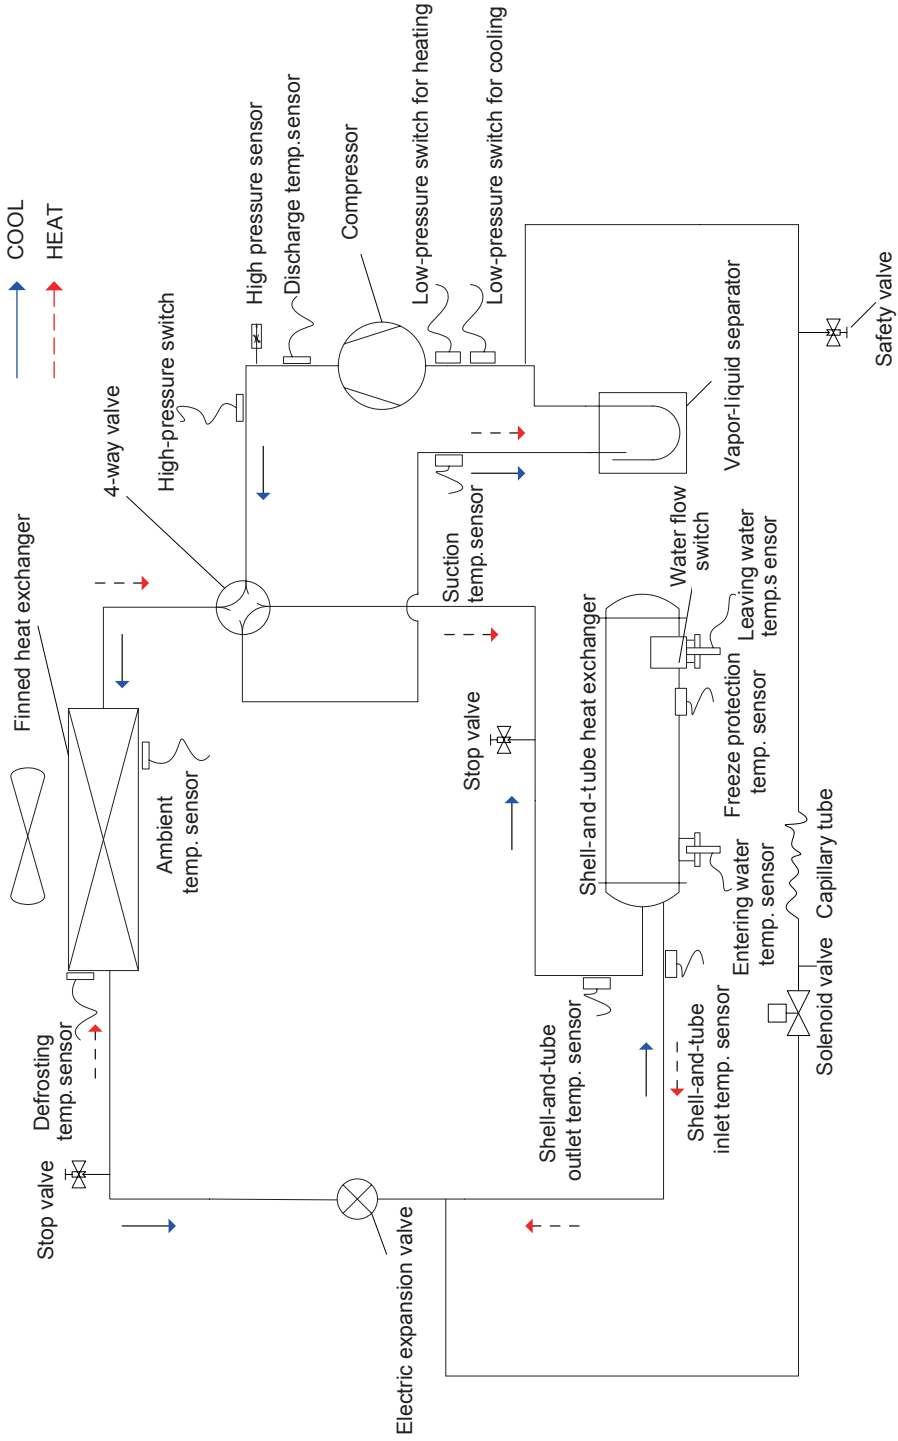 COOL
HEAT
Finned heat exchanger
Stop valve
Defrosting
temp.sensor
4-way valve
Ambient
temp. sensor
High-pressure switch
High pressure sensor
Discharge temp.sensor
Compressor
Electric expansion valve
Low-pressure switch for heating
Suction
temp.sensor
Stop valve
Low-pressure switch for cooling
Shell-and-tube
outlet temp. sensor
Shell-and-tube heat exchanger
Water flow
switch
Shell-and-tube
inlet temp. sensor
Entering water
temp. sensor
Freeze protection
temp. sensor
Leaving water
temp.s ensor
Vapor-liquid separator
Solenoid valve
Capillary tube
Safety valve